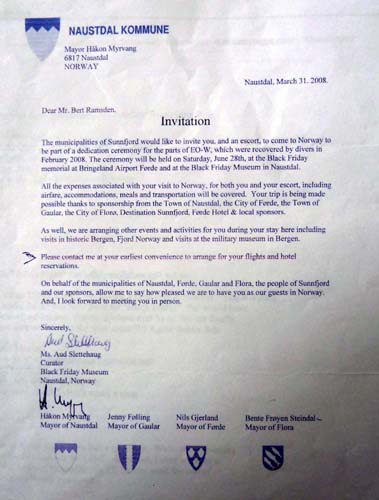 NAUSTDAL KOMMUNE
Mayor Håkon Myrvang
6817 Naustdal
NORWAY
Naustdal, March 31. 2008.
Dear Mr. Bert Ramsden.
Invitation
The municipalities of Sunnfjord would like to invite you, and an escort, to come to Norway to
be part of a dedication ceremony for the parts of EO-W, which were recovered by divers in
February 2008. The ceremony will be held on Saturday, June 28th, at the Black Friday
memorial at Bringeland Airport Førde and at the Black Friday Museum in Naustdal.
All the expenses associated with your visit to Norway, for both you and your escort, including
airfare, accommodations, meals and transportation will be covered. Your trip is being made
possible thanks to sponsorship from the Town of Naustdal, the City of Førde, the Town of
Gaular, the City of Flora, Destination Sunnfjord, Førde Hotel & local sponsors.
As well, we are arranging other events and activities for you during your stay here including
visits in historic Bergen, Fjord Norway and visits at the military museum in Bergen.
Please contact me at your earliest convenience to arrange for your flights and hotel
reservations.
On behalf of the municipalities of Naustdal, Førde, Gaular and Flora, the people of Sunnfjord
and our sponsors, allow me to say how pleased we are to have you as our guests in Norway.
And, I look forward to meeting you in person.
Sincerely,
Aud Slettehaug
Ms. Aud Slettehaug
Curator
Black Friday Museum
Naustdal, Norway
Håkon Myrvang Jenny Følling Nils Gjerland Bente Frøyen Steindal
Mayor of Naustdal Mayor of Gaular Mayor of Førde Mayor of Flora